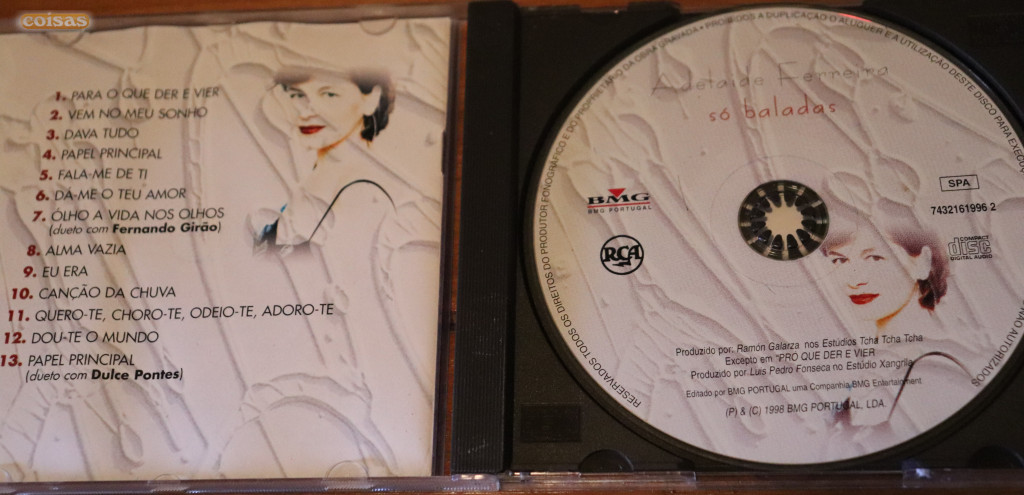 coisas
1. PARA O QUE DER E VIER
2. VEM NO MEU SONHO
3. DAVA TUDO
4. PAPEL PRINCIPAL
5. FALA-ME DE TI
6. DÁ-ME O TEU AMOR
7. OLHO A VIDA NOS OLHOS
(dueto com Fernando Girão)
8. ALMA VAZIA
9. EU ERA
10. CANÇÃO DA CHUVA
11. QUERO-TE, CHORO-TE, ODEIO-TE, ADORO-TE
12. DOU-TE O MUNDO
13. PAPEL PRINCIPAL
(dueto com Dulce Pontes)
RESERVADOS TODOS OS DIREITOS DO PRODUTOR FONOGRÁFICO E DO PROPRIETÁRIO DA OBRA GRAVADA • PROIBIDOS A DUPLICAÇÃO O ALUGUER E A UTILIZAÇÃO DESTE DISCO PARA AUTORIZADOS
Adelaide Ferreira
só baladas
BMG
BMG PORTUGAL
RCA
SPA
7432161996 2
COMPACT
disc
DIGITAL AUDIO
Produzido por: Ramón Galarza nos Estúdios Tcha Tcha Tcha
Excepto em "PRO QUE DER E VIER
Produzido por Luis Pedro Fonseca no Estúdio Xangrila
Editado por BMG PORTUGAL uma Companhia BMG Entertainment
(P) & (C) 1998 BMG PORTUGAL, LDA.